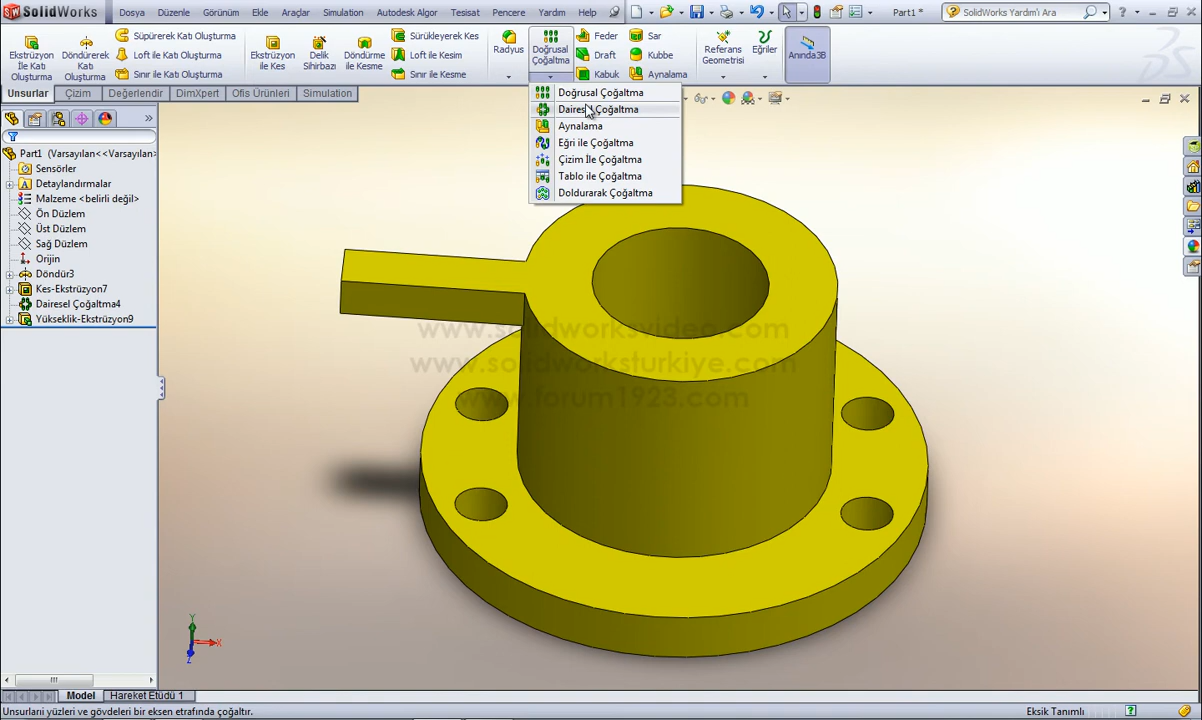 SolidWorks Dosya Düzenle Görünüm Ekle Araçlar Simulation Autodesk Algor Tesisat Pencere Yardım Help Part1 * SolidWorks Yardım'ı Ara
Ekstrüzyon İle Katı Oluşturma
Döndürerek Katı Oluşturma
Süpürerek Katı Oluşturma
Loft ile Katı Oluşturma
Sınır ile Katı Oluşturma
Ekstrüzyon ile Kes
Delik Sihirbazı
Döndürme ile Kesme
Sürükleyerek Kes
Loft ile Kesim
Sınır ile Kesme
Radyus
Doğrusal Çoğaltma
Feder
Draft
Kabuk
Sar
Kubbe
Aynalama
Referans Geometrisi
Eğriler
Anında3B
Unsurlar Çizim Değerlendir DimXpert Ofis Ürünleri Simulation
Doğrusal Çoğaltma
Dairesel Çoğaltma
Aynalama
Eğri ile Çoğaltma
Çizim İle Çoğaltma
Tablo ile Çoğaltma
Doldurarak Çoğaltma
Part1 (Varsayılan<<Varsayılan>
Sensörler
Detaylandırmalar
Malzeme <belirli değil>
Ön Düzlem
Üst Düzlem
Sağ Düzlem
Orijin
Döndür3
Kes-Ekstrüzyon7
Dairesel Çoğaltma4
Yükseklik-Ekstrüzyon9
www.solidworksvideo.com
www.solidworksturkiye.com
www.forum1923.com
Y
X
Z
Model Hareket Etüdü 1
Unsurları yüzleri ve gövdeleri bir eksen etrafında çoğaltır. Eksik Tanımlı